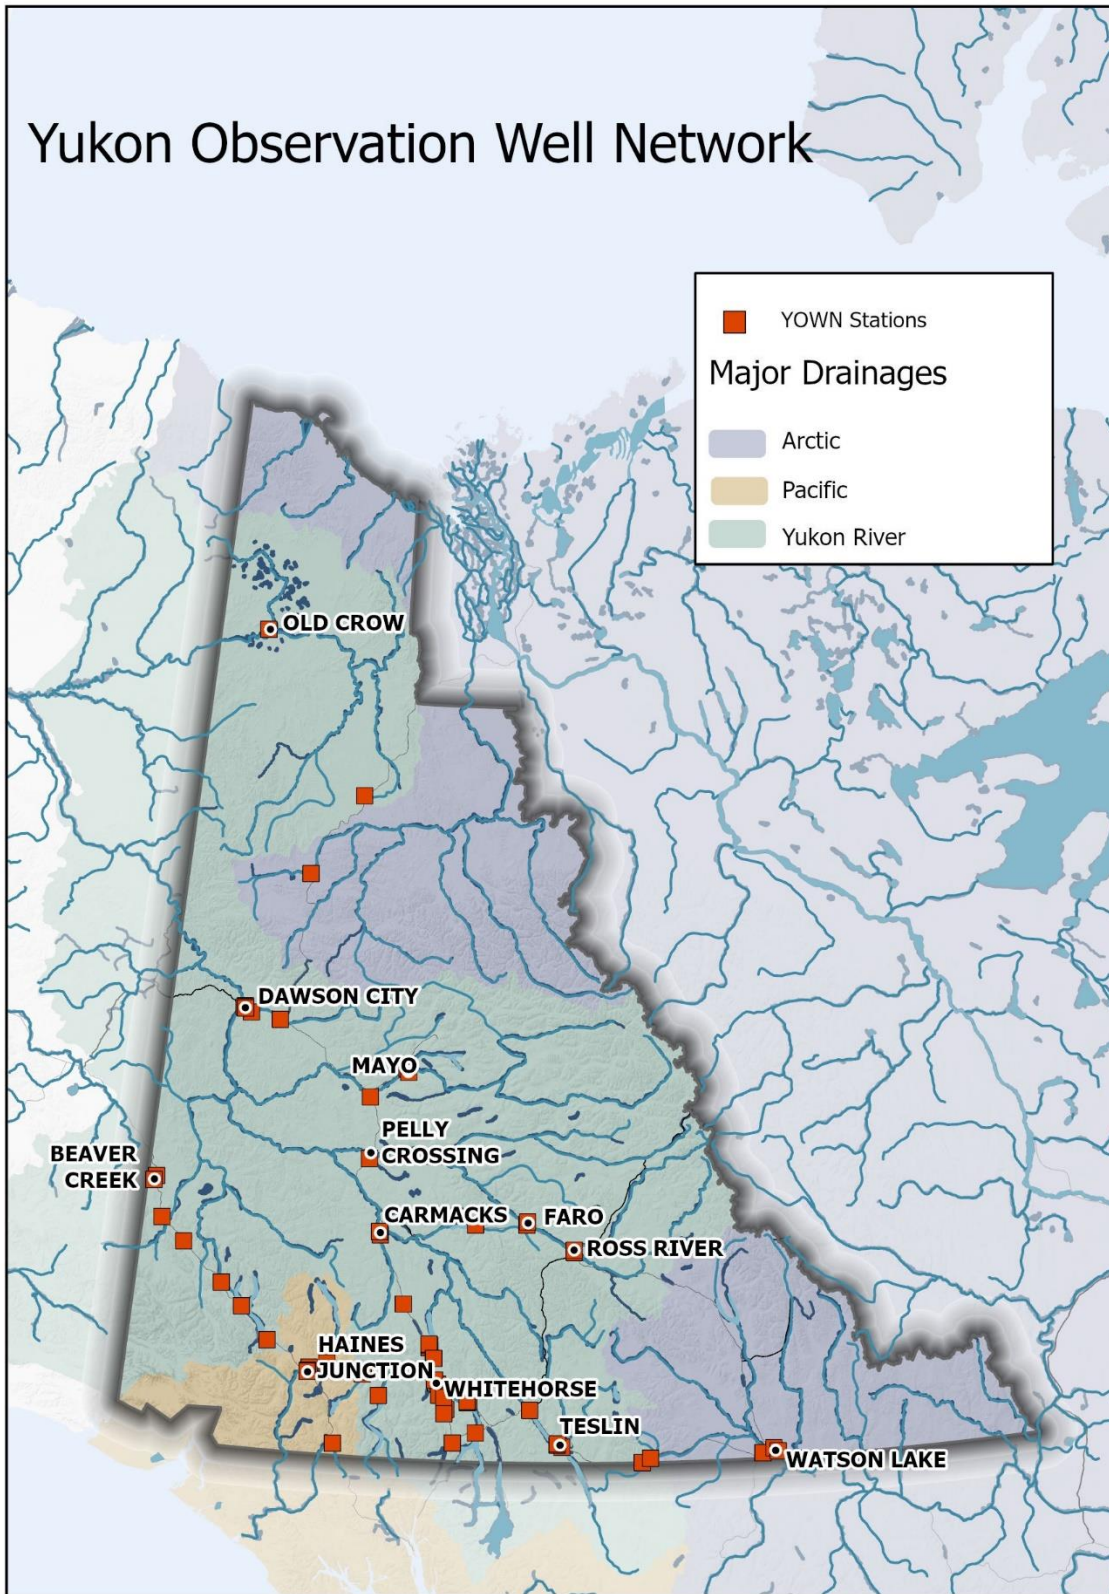 Yukon Observation Well Network
YOWN Stations
Major Drainages
Arctic
Pacific
Yukon River
OLD CROW
DAWSON CITY
MAYO
PELLY
CROSSING
BEAVER
CREEK
CARMACKS
FARO
ROSS RIVER
HAINES
JUNCTION
WHITEHORSE
TESLIN
WATSON LAKE